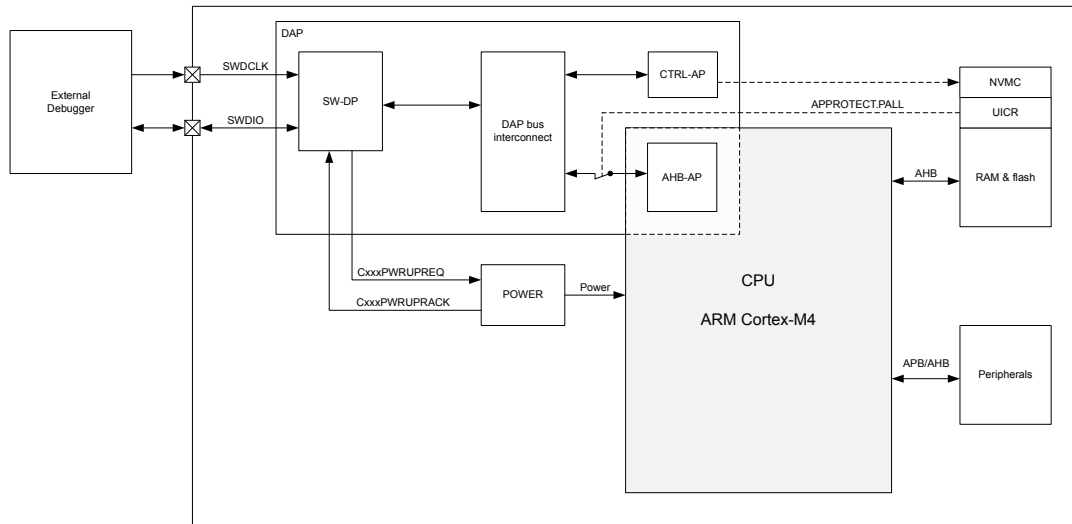 DAP
External
Debugger
SWDCLK
SWDIO
SW-DP
DAP bus
interconnect
CTRL-AP
NVMC
APPROTECT.PALL
UICR
AHB-AP
AHB
RAM & flash
CxxxPWRUPREQ
CxxxPWRUPRACK
POWER
Power
CPU
ARM Cortex-M4
APB/AHB
Peripherals